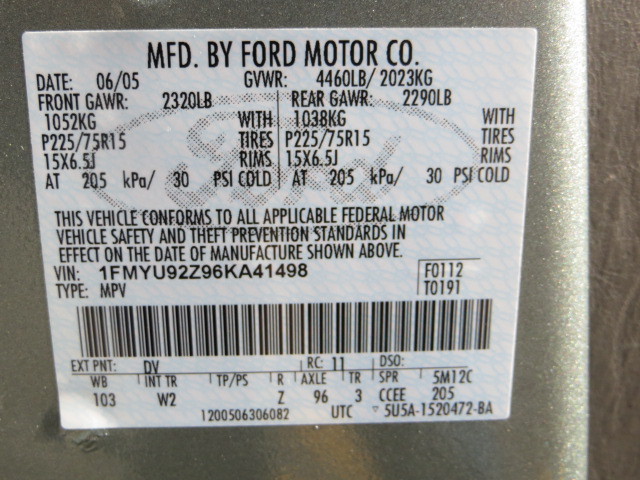 MFD. BY FORD MOTOR CO.
DATE: 06/05 GVWR: 4460LB/ 2023KG
FRONT GAWR: 2320LB REAR GAWR: 2290LB
1052KG WITH 1038KG WITH
P225/75R15 TIRES P225/75R15 TIRES
15X6.5J RIMS 15X6.5J RIMS
AT 205 kPa/ 30 PSI COLD AT 205 kPa/ 30 PSI COLD
Ford
THIS VEHICLE CONFORMS TO ALL APPLICABLE FEDERAL MOTOR
VEHICLE SAFETY AND THEFT PREVENTION STANDARDS IN
EFFECT ON THE DATE OF MANUFACTURE SHOWN ABOVE.
VIN: 1FMYU92Z96KA41498 F0112
TYPE: MPV T0191
EXT PNT: DV RC: 11 DSO:
WB INT TR TP/PS R AXLE TR SPR 5M12C
103 W2 Z 96 3 CCEE 205
1200506306082 UTC 5U5A-1520472-BA